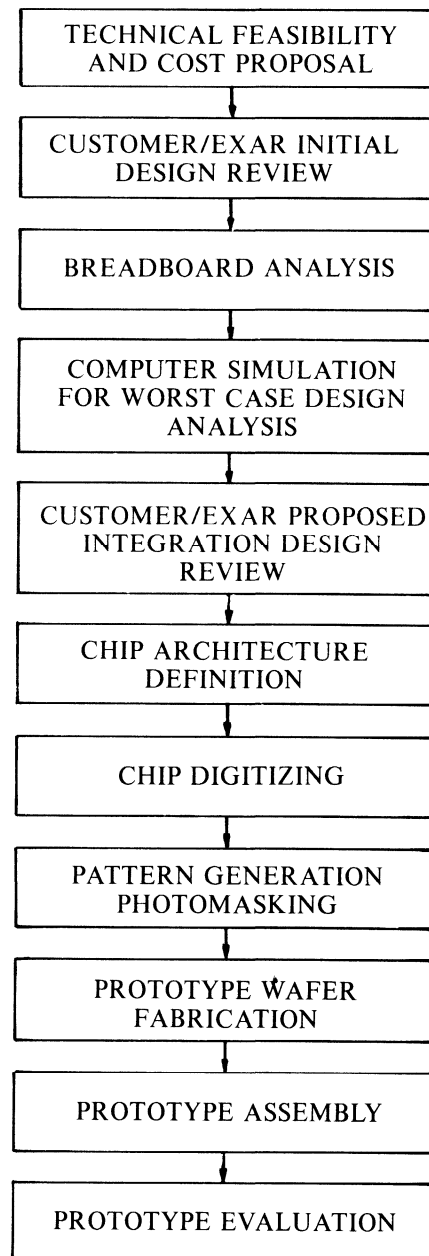 TECHNICAL FEASIBILITY
AND COST PROPOSAL
CUSTOMER/EXAR INITIAL
DESIGN REVIEW
BREADBOARD ANALYSIS
COMPUTER SIMULATION
FOR WORST CASE DESIGN
ANALYSIS
CUSTOMER/EXAR PROPOSED
INTEGRATION DESIGN
REVIEW
CHIP ARCHITECTURE
DEFINITION
CHIP DIGITIZING
PATTERN GENERATION
PHOTOMASKING
PROTOTYPE WAFER
FABRICATION
PROTOTYPE ASSEMBLY
PROTOTYPE EVALUATION